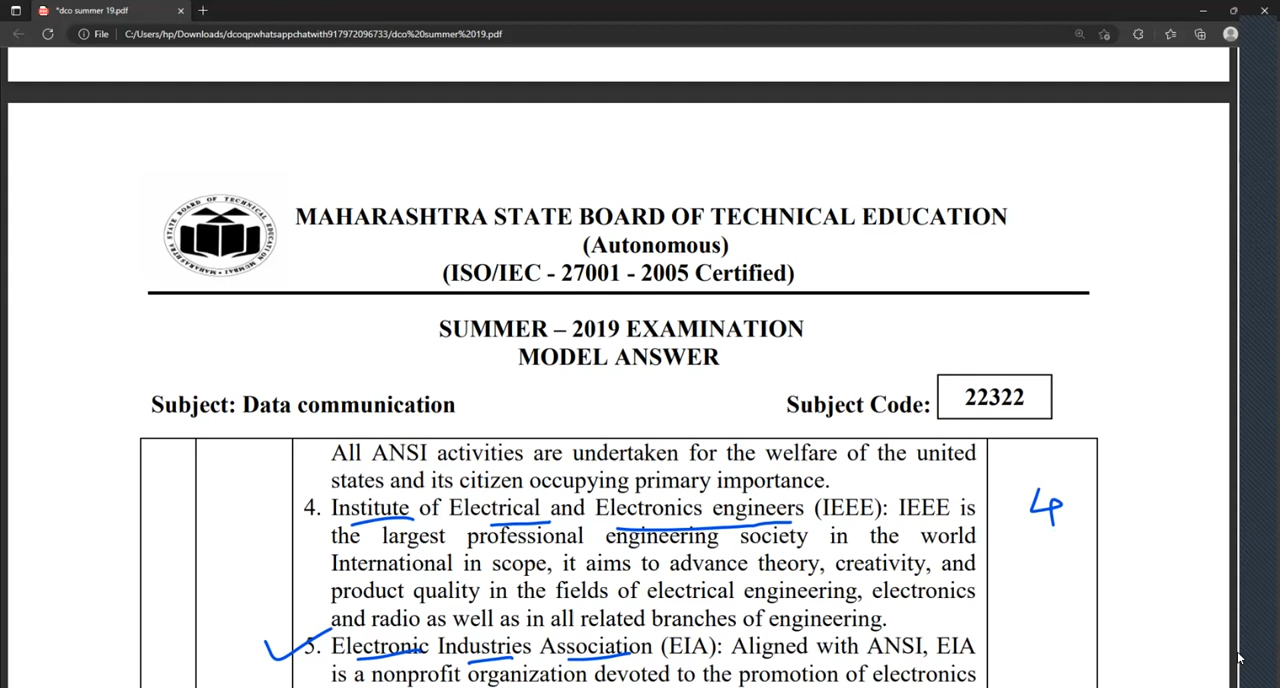 *dco summer 19.pdf
File C:/Users/hp/Downloads/dcoqpwhatsappchatwith917972096733/dco%20summer%2019.pdf
BOARD OF TECHNICAL EDUCATION
MAHARASHTRA STATE BOARD OF TECHNICAL EDUCATION
(Autonomous)
(ISO/IEC - 27001 - 2005 Certified)
SUMMER – 2019 EXAMINATION
MODEL ANSWER
Subject: Data communication Subject Code: 22322
All ANSI activities are undertaken for the welfare of the united
states and its citizen occupying primary importance.
4. Institute of Electrical and Electronics engineers (IEEE): IEEE is
the largest professional engineering society in the world
International in scope, it aims to advance theory, creativity, and
product quality in the fields of electrical engineering, electronics
and radio as well as in all related branches of engineering.
5. Electronic Industries Association (EIA): Aligned with ANSI, EIA
is a nonprofit organization devoted to the promotion of electronics